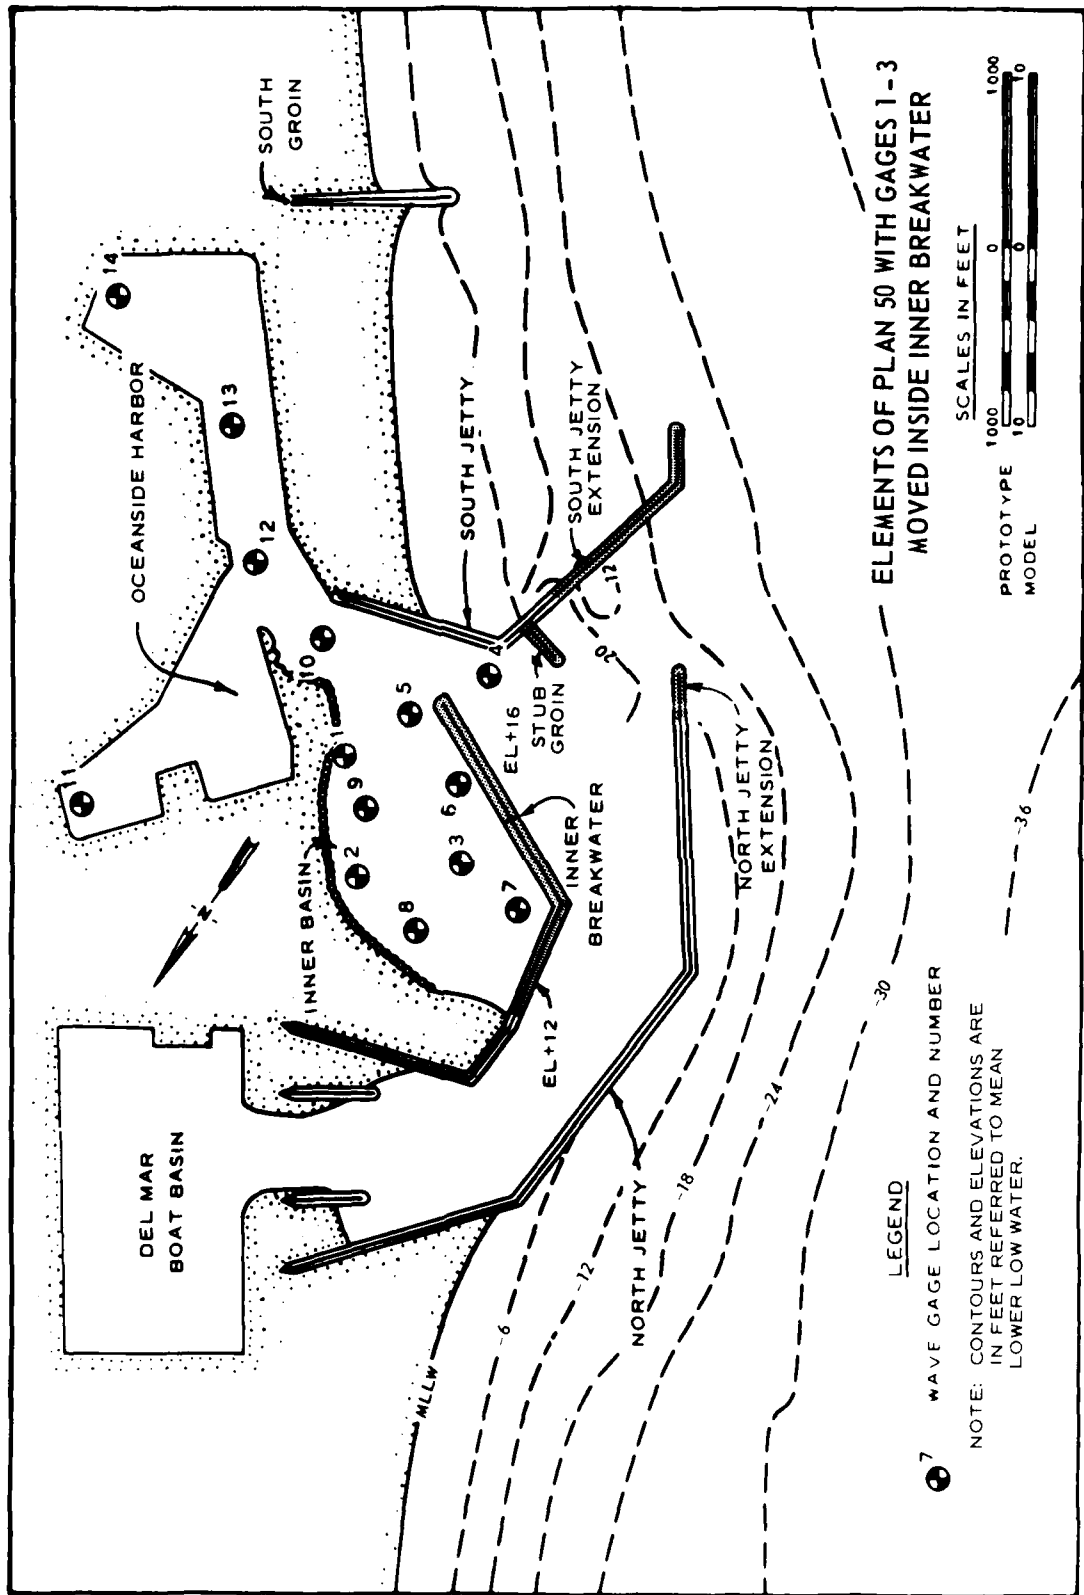 DEL MAR
BOAT BASIN
OCEANSIDE HARBOR
SOUTH
GROIN
11
14
13
12
10
1
9
2
8
3
6
5
4
7
INNER BASIN
N
SOUTH JETTY
SOUTH JETTY
EXTENSION
EL+16
STUB
GROIN
INNER
BREAKWATER
EL+12
NORTH JETTY
EXTENSION
NORTH JETTY
MLLW
-6
-12
-18
-24
-30
-36
-12
-20
LEGEND
7 WAVE GAGE LOCATION AND NUMBER
NOTE: CONTOURS AND ELEVATIONS ARE
IN FEET REFERRED TO MEAN
LOWER LOW WATER.
ELEMENTS OF PLAN 50 WITH GAGES 1-3
MOVED INSIDE INNER BREAKWATER
SCALES IN FEET
PROTOTYPE 1000 0 1000
MODEL 10 0 10